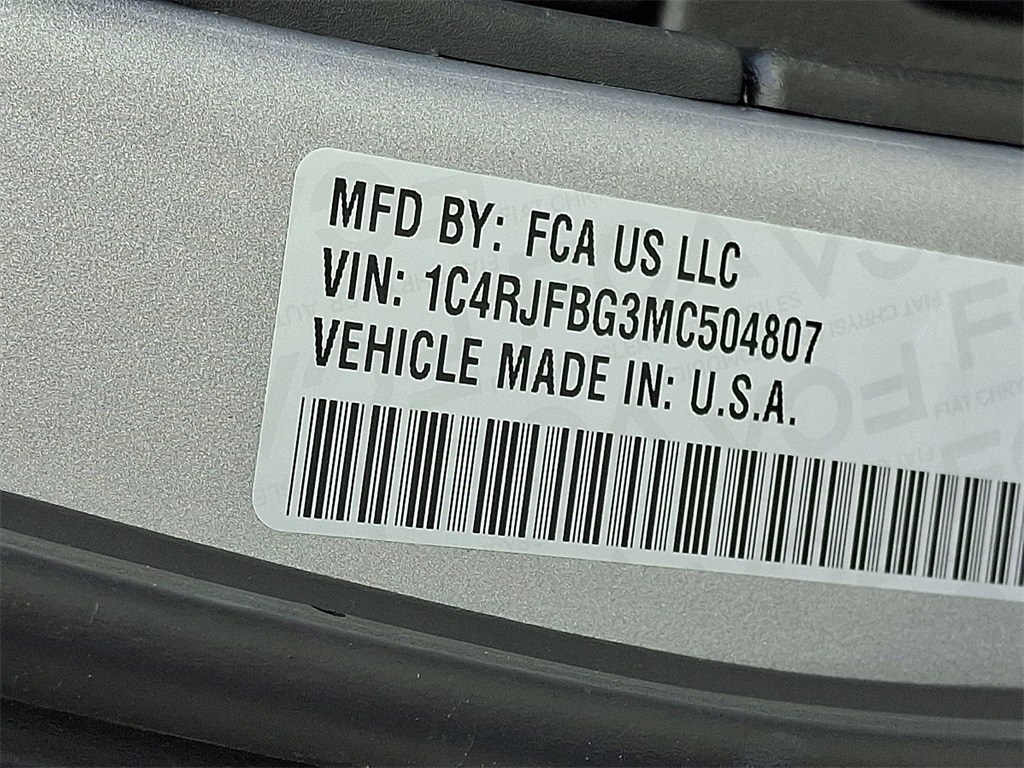 MFD BY: FCA US LLC
VIN: 1C4RJFBG3MC504807
VEHICLE MADE IN: U.S.A.